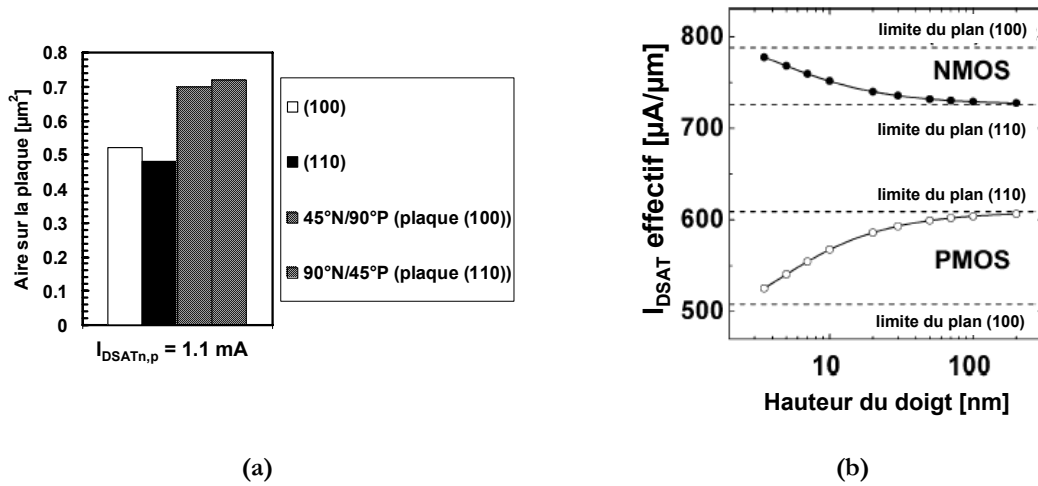 Aire sur la plaque [µm²]
0.8
0.7
0.6
0.5
0.4
0.3
0.2
0.1
0
I_DSATn,p = 1.1 mA
(100)
(110)
45°N/90°P (plaque (100))
90°N/45°P (plaque (110))
(a)
I_DSAT effectif [µA/µm]
800
700
600
500
limite du plan (100)
NMOS
limite du plan (110)
limite du plan (110)
PMOS
limite du plan (100)
10
100
Hauteur du doigt [nm]
(b)